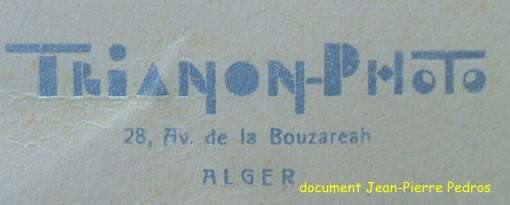 TRIANON-PHOTO
28, Av. de la Bouzareah
ALGER
document Jean-Pierre Pedros